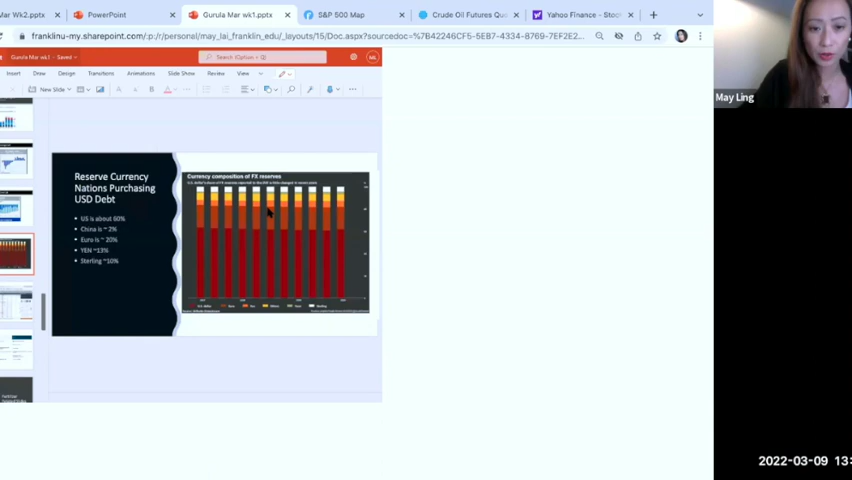 Mar Wk2.pptx
PowerPoint
Gurula Mar wk1.pptx
S&P 500 Map
Crude Oil Futures Quo
Yahoo Finance - Stoc
franklinu-my.sharepoint.com/:p:/r/personal/may_lai_franklin_edu/_layouts/15/Doc.aspx?sourcedoc=%7B42246CF5-5EB7-4334-8769-7EF2E2...
Gurula Mar wk1 - Saved
Search (Option + Q)
Insert Draw Design Transitions Animations Slide Show Review View
New Slide
May Ling
Reserve Currency
Nations Purchasing
USD Debt
• US is about 60%
• China is ~ 2%
• Euro is ~ 20%
• YEN ~13%
• Sterling ~10%
Currency composition of FX reserves
2022-03-09 13: